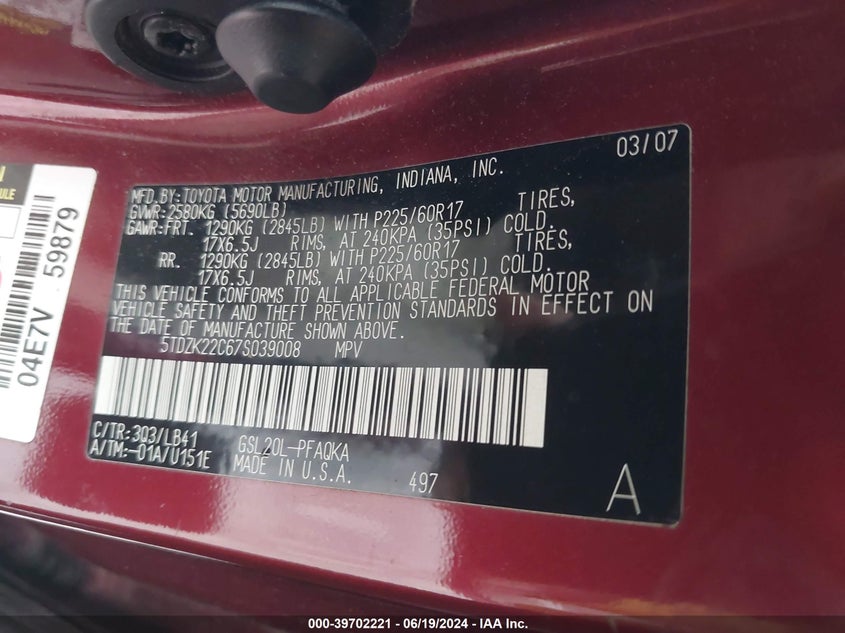 03/07
MFD.BY:TOYOTA MOTOR MANUFACTURING, INDIANA, INC.
GVWR:2580KG (5690LB)
GAWR:FRT. 1290KG (2845LB) WITH P225/60R17 TIRES,
17X6.5J RIMS, AT 240KPA (35PSI) COLD.
RR. 1290KG (2845LB) WITH P225/60R17 TIRES,
17X6.5J RIMS, AT 240KPA (35PSI) COLD.
THIS VEHICLE CONFORMS TO ALL APPLICABLE FEDERAL MOTOR
VEHICLE SAFETY AND THEFT PREVENTION STANDARDS IN EFFECT ON
THE DATE OF MANUFACTURE SHOWN ABOVE.
5TDZK22C67S039008 MPV
C/TR:3Q3/LB41 GSL20L-PFAQKA
A/TM:-01A/U151E MADE IN U.S.A. 497
A
04E7V 59879
000-39702221 - 06/19/2024 - IAA Inc.